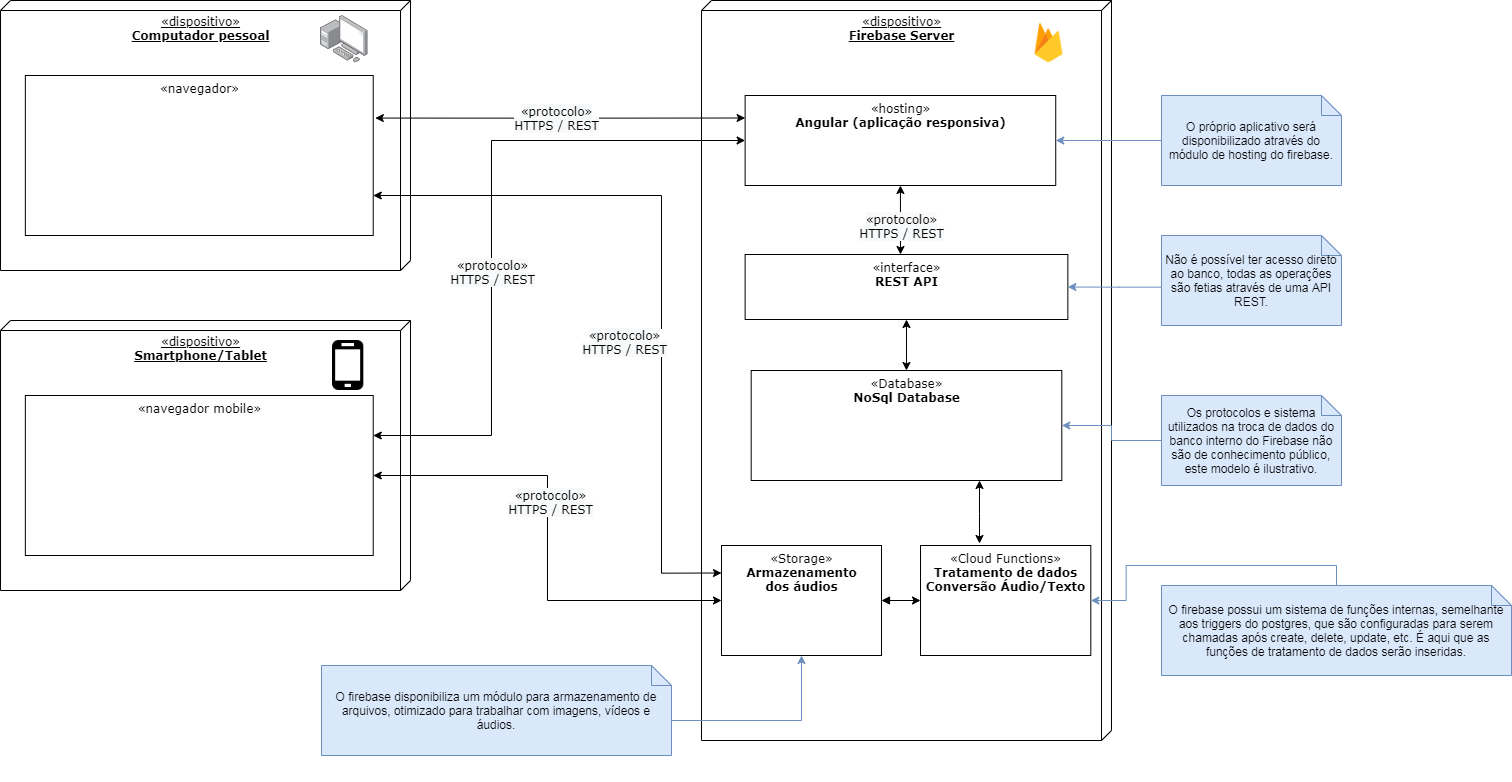 «dispositivo»
Computador pessoal
«navegador»
«dispositivo»
Smartphone/Tablet
«navegador mobile»
«protocolo»
HTTPS / REST
«protocolo»
HTTPS / REST
«protocolo»
HTTPS / REST
«protocolo»
HTTPS / REST
«dispositivo»
Firebase Server
«hosting»
Angular (aplicação responsiva)
«protocolo»
HTTPS / REST
«interface»
REST API
«Database»
NoSql Database
«Storage»
Armazenamento
dos áudios
«Cloud Functions»
Tratamento de dados
Conversão Áudio/Texto
O próprio aplicativo será
disponibilizado através do
módulo de hosting do firebase.
Não é possível ter acesso direto
ao banco, todas as operações
são fetias através de uma API
REST.
Os protocolos e sistema
utilizados na troca de dados do
banco interno do Firebase não
são de conhecimento público,
este modelo é ilustrativo.
O firebase possui um sistema de funções internas, semelhante
aos triggers do postgres, que são configuradas para serem
chamadas após create, delete, update, etc. É aqui que as
funções de tratamento de dados serão inseridas.
O firebase disponibiliza um módulo para armazenamento de
arquivos, otimizado para trabalhar com imagens, vídeos e
áudios.